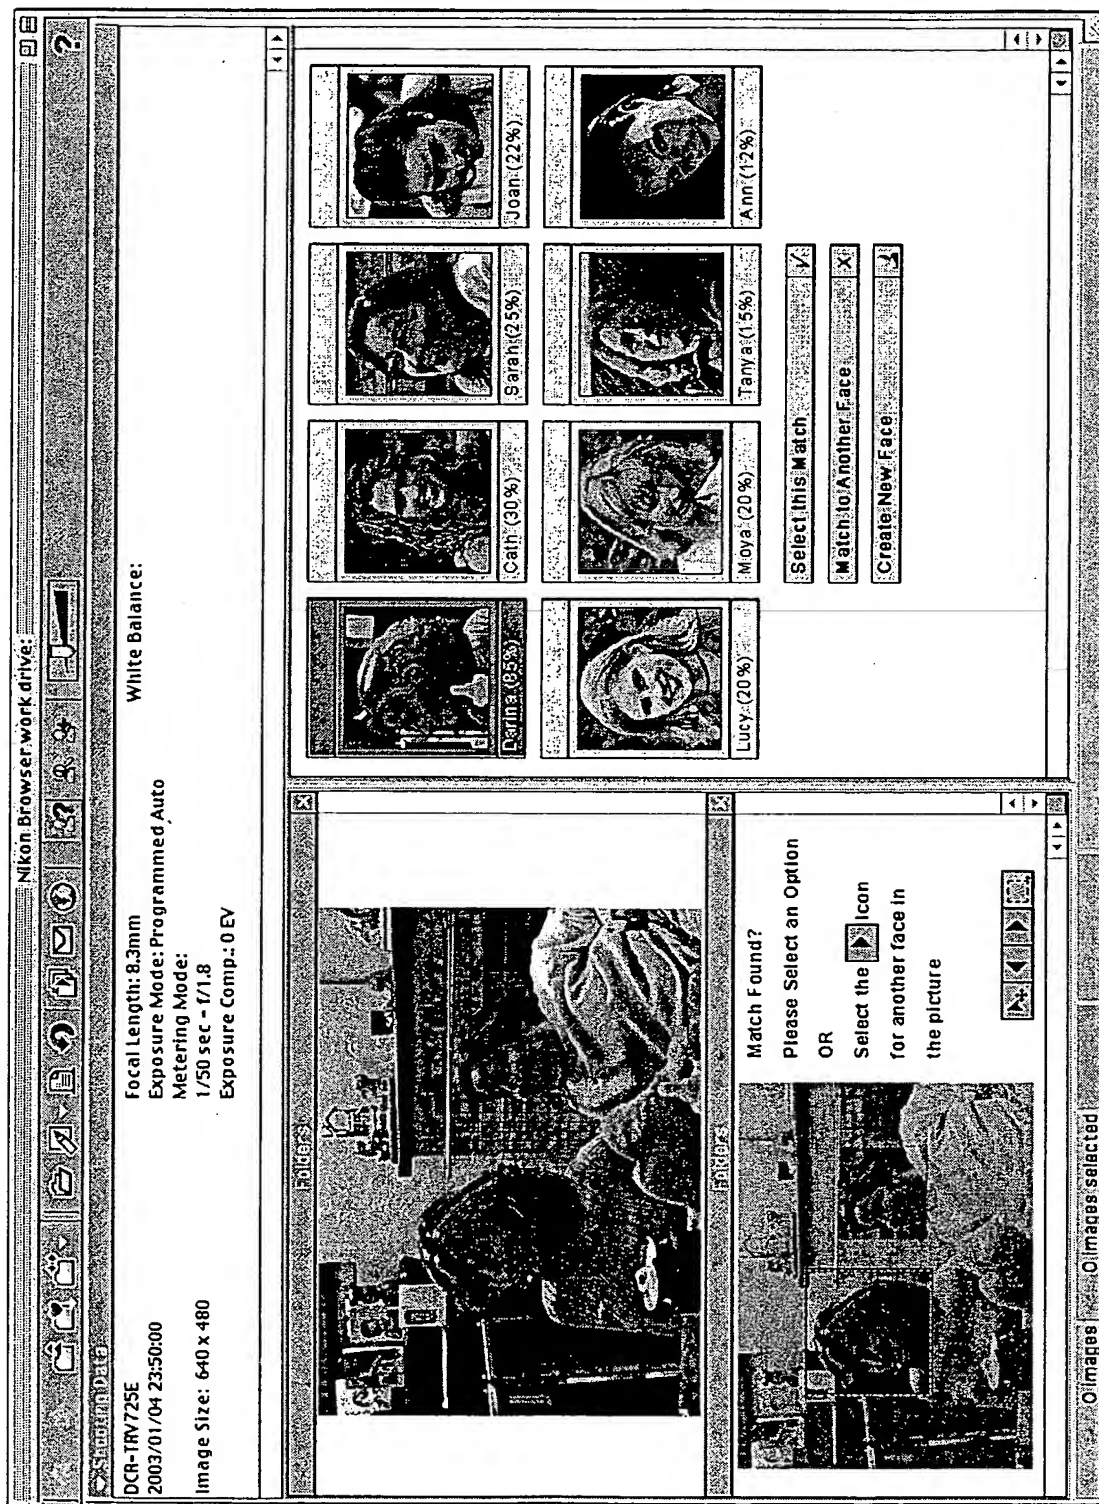 Nikon Browser:work drive:
?
Shooting Data
DCR-TRV725E
2003/01/04 23:50:00
Image Size: 640 x 480
Focal Length: 8.3mm
Exposure Mode: Programmed Auto
Metering Mode:
1/50 sec - f/1.8
Exposure Comp.: 0 EV
White Balance:
Folders
Folders
Match Found?
Please Select an Option
OR
Select the Icon
for another face in
the picture
Darina (85%)
Cath: (30%)
Sarah: (25%)
Joan: (22%)
Lucy: (20%)
Moya: (20%)
Tanya: (15%)
Ann: (12%)
Select this Match
Match to Another Face
Create New Face
0 images
0 images selected